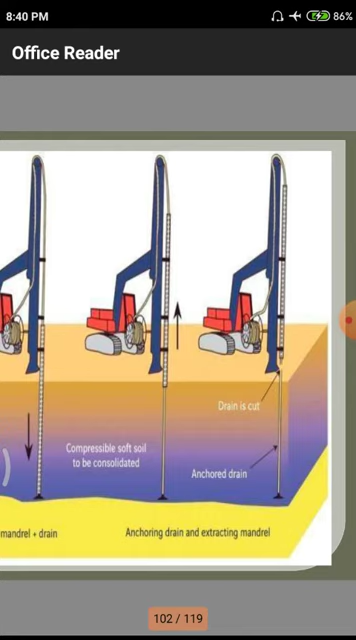 8:40 PM
86%
Office Reader
Drain is cut
Compressible soft soil
to be consolidated
Anchored drain
mandrel + drain
Anchoring drain and extracting mandrel
102 / 119